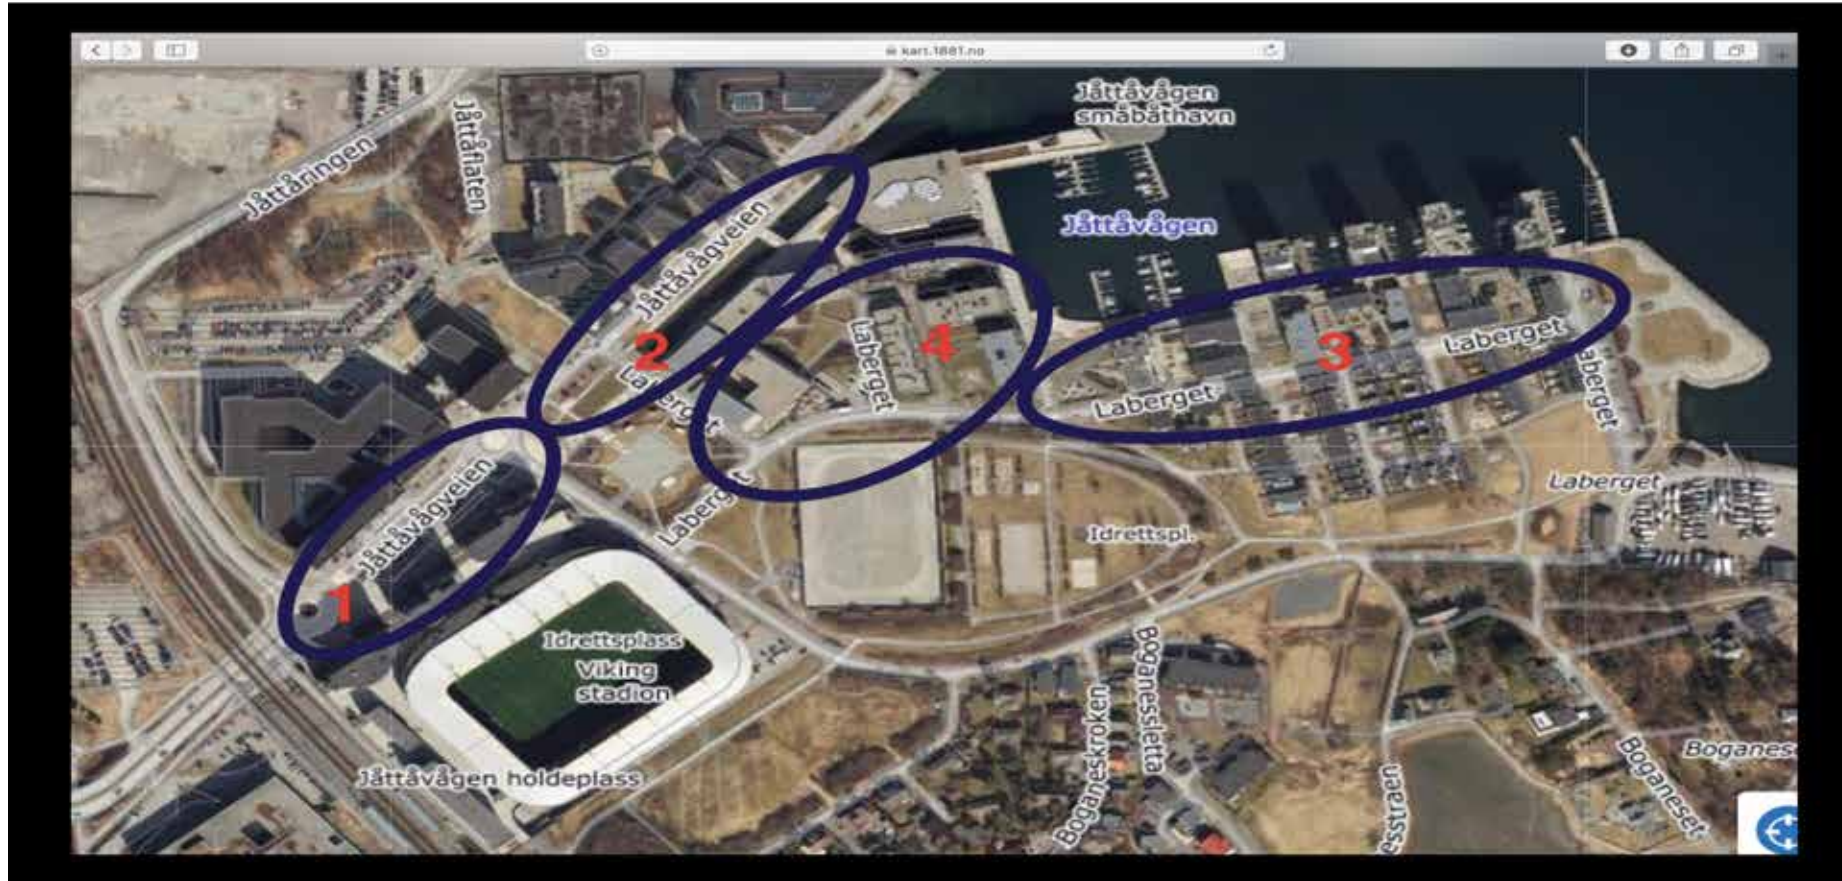 kart.1881.no
Jåttåvågen
småbåthavn
Jåttåflaten
Jåttåringen
Jåttåvågen
Jåttåvågveien
2
Laberget
Laberget
4
3
Laberget
Laberget
Laberget
Jåttåvågveien
Laberget
Laberget
Idrettspl.
1
Idrettsplass
Viking
stadion
Jåttåvågen holdeplass
Boganeskroken
Boganessletta
esstraen
Boganeset
Boganes